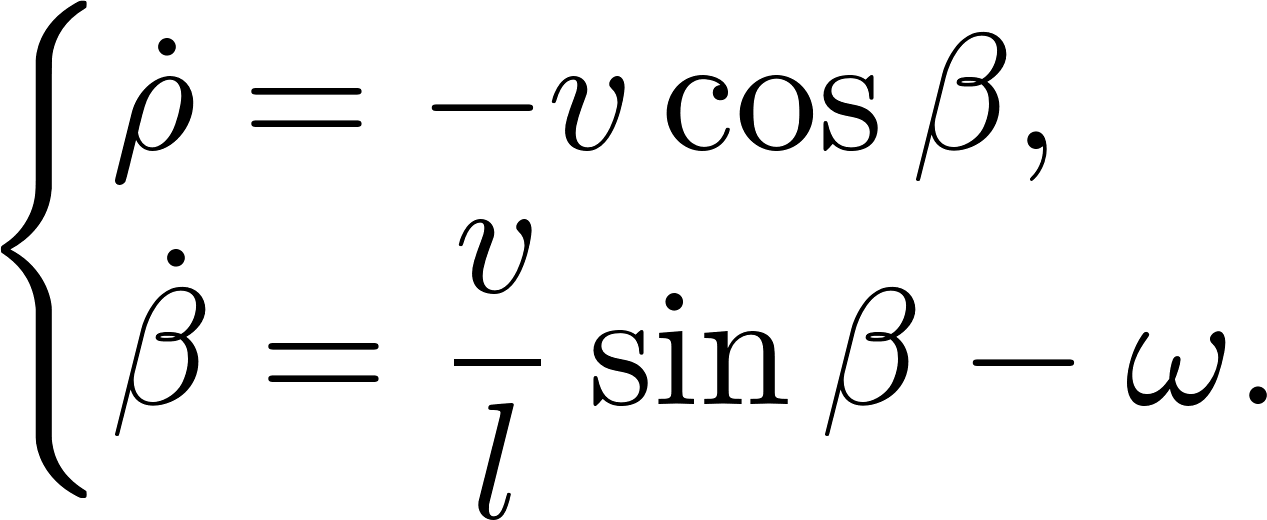 ρ̇ = −v cos β,
β̇ = v/l sin β − ω.